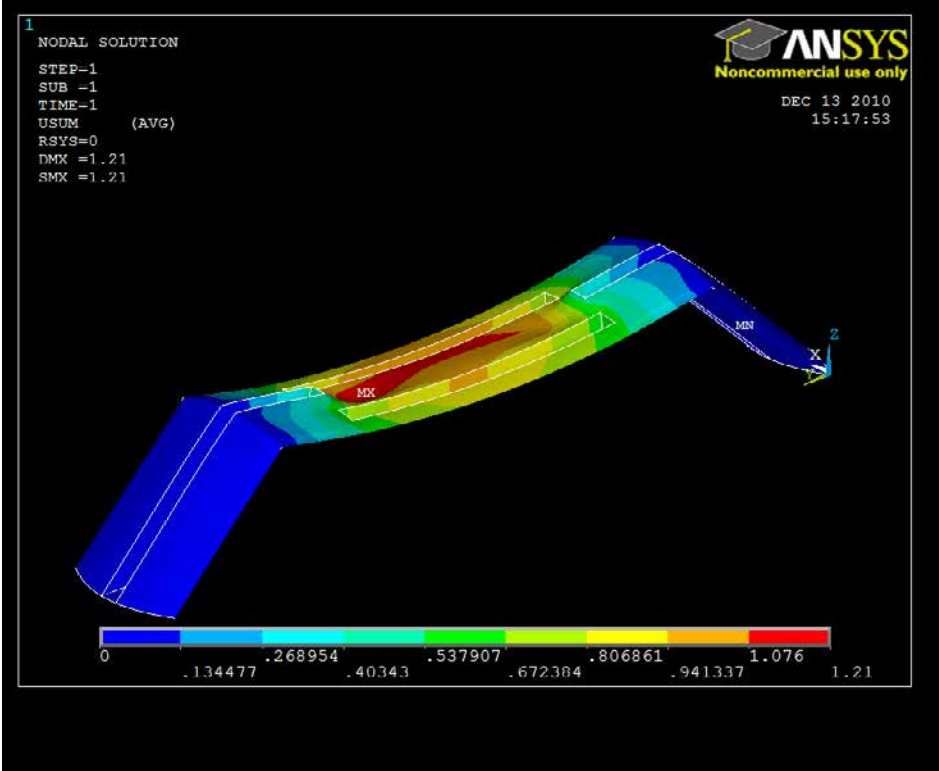 1
NODAL SOLUTION
STEP=1
SUB =1
TIME=1
USUM (AVG)
RSYS=0
DMX =1.21
SMX =1.21
ANSYS
Noncommercial use only
DEC 13 2010
15:17:53
MN
Z
X
Y
MX
0 .268954 .537907 .806861 1.076
.134477 .40343 .672384 .941337 1.21